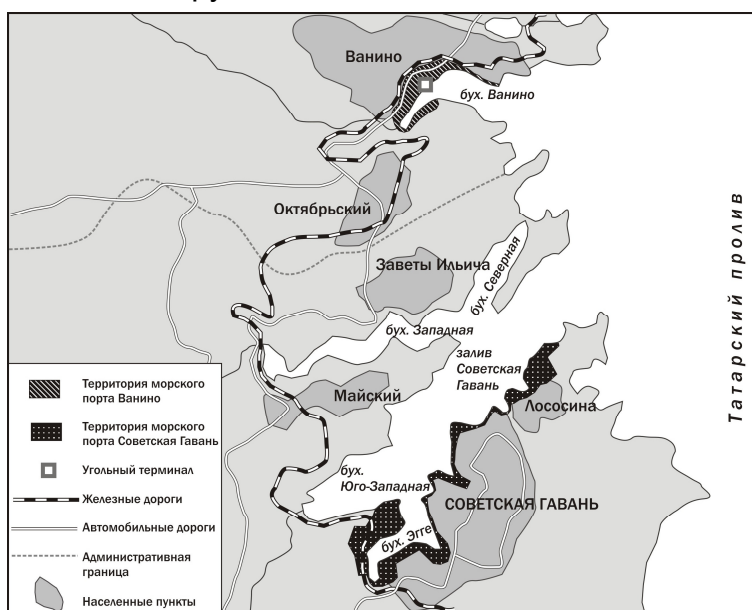 Ванино
бух. Ванино
Октябрьский
Заветы Ильича
бух. Северная
бух. Западная
залив
Советская
Гавань
Татарский пролив
Майский
Лососина
бух.
Юго-Западная
СОВЕТСКАЯ ГАВАНЬ
бух. Эгге
Территория морского
порта Ванино
Территория морского
порта Советская Гавань
Угольный терминал
Железные дороги
Автомобильные дороги
Административная
граница
Населенные пункты